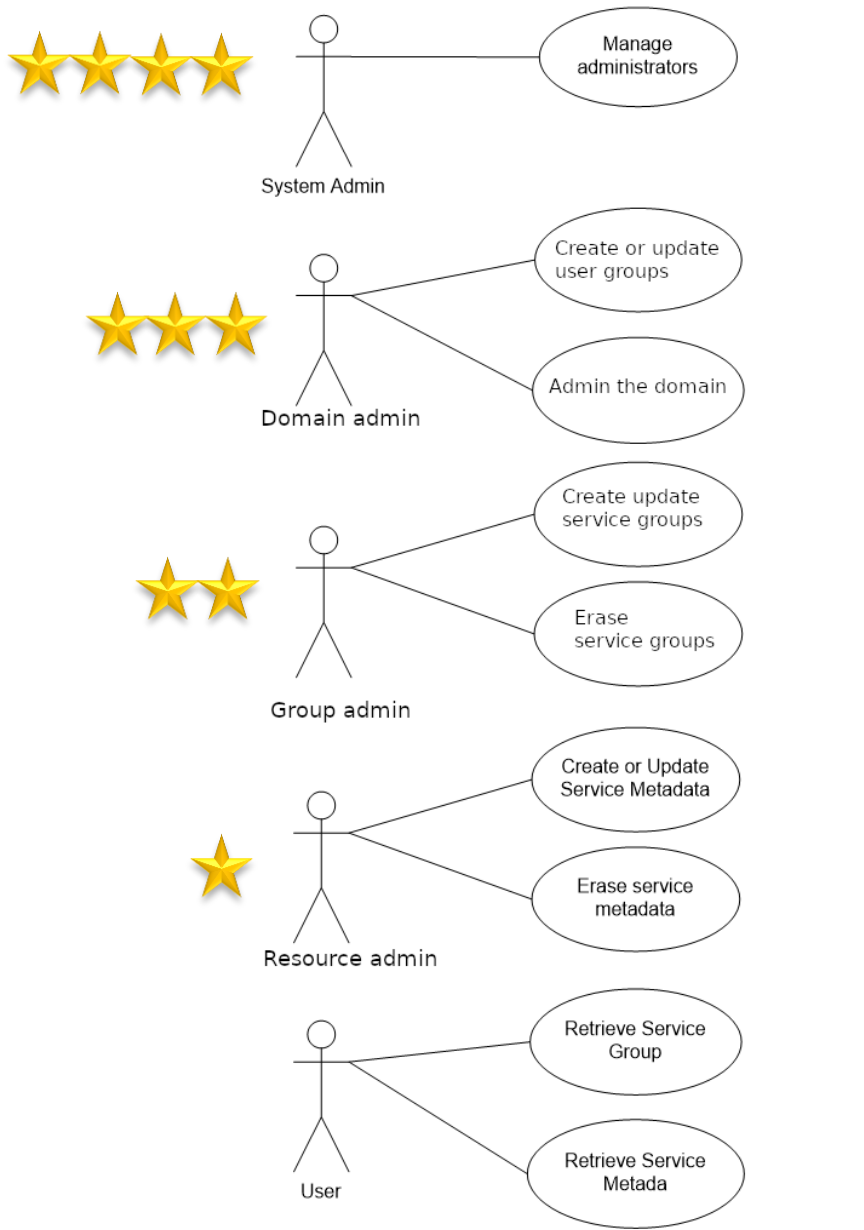 Manage
administrators
System Admin
Create or update
user groups
Admin the domain
Domain admin
Create update
service groups
Erase
service groups
Group admin
Create or Update
Service Metadata
Erase service
metadata
Resource admin
Retrieve Service
Group
Retrieve Service
Metada
User